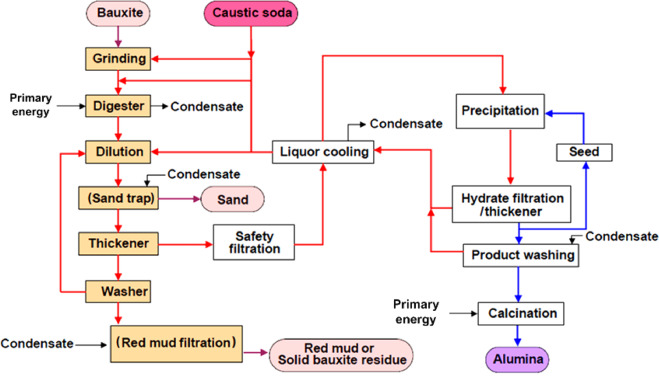 Bauxite
Caustic soda
Grinding
Primary
energy
Digester
Condensate
Dilution
Liquor cooling
Condensate
Precipitation
Seed
Condensate
(Sand trap)
Sand
Hydrate filtration
/thickener
Thickener
Safety
filtration
Condensate
Product washing
Washer
Primary
energy
Calcination
Condensate
(Red mud filtration)
Red mud or
Solid bauxite residue
Alumina